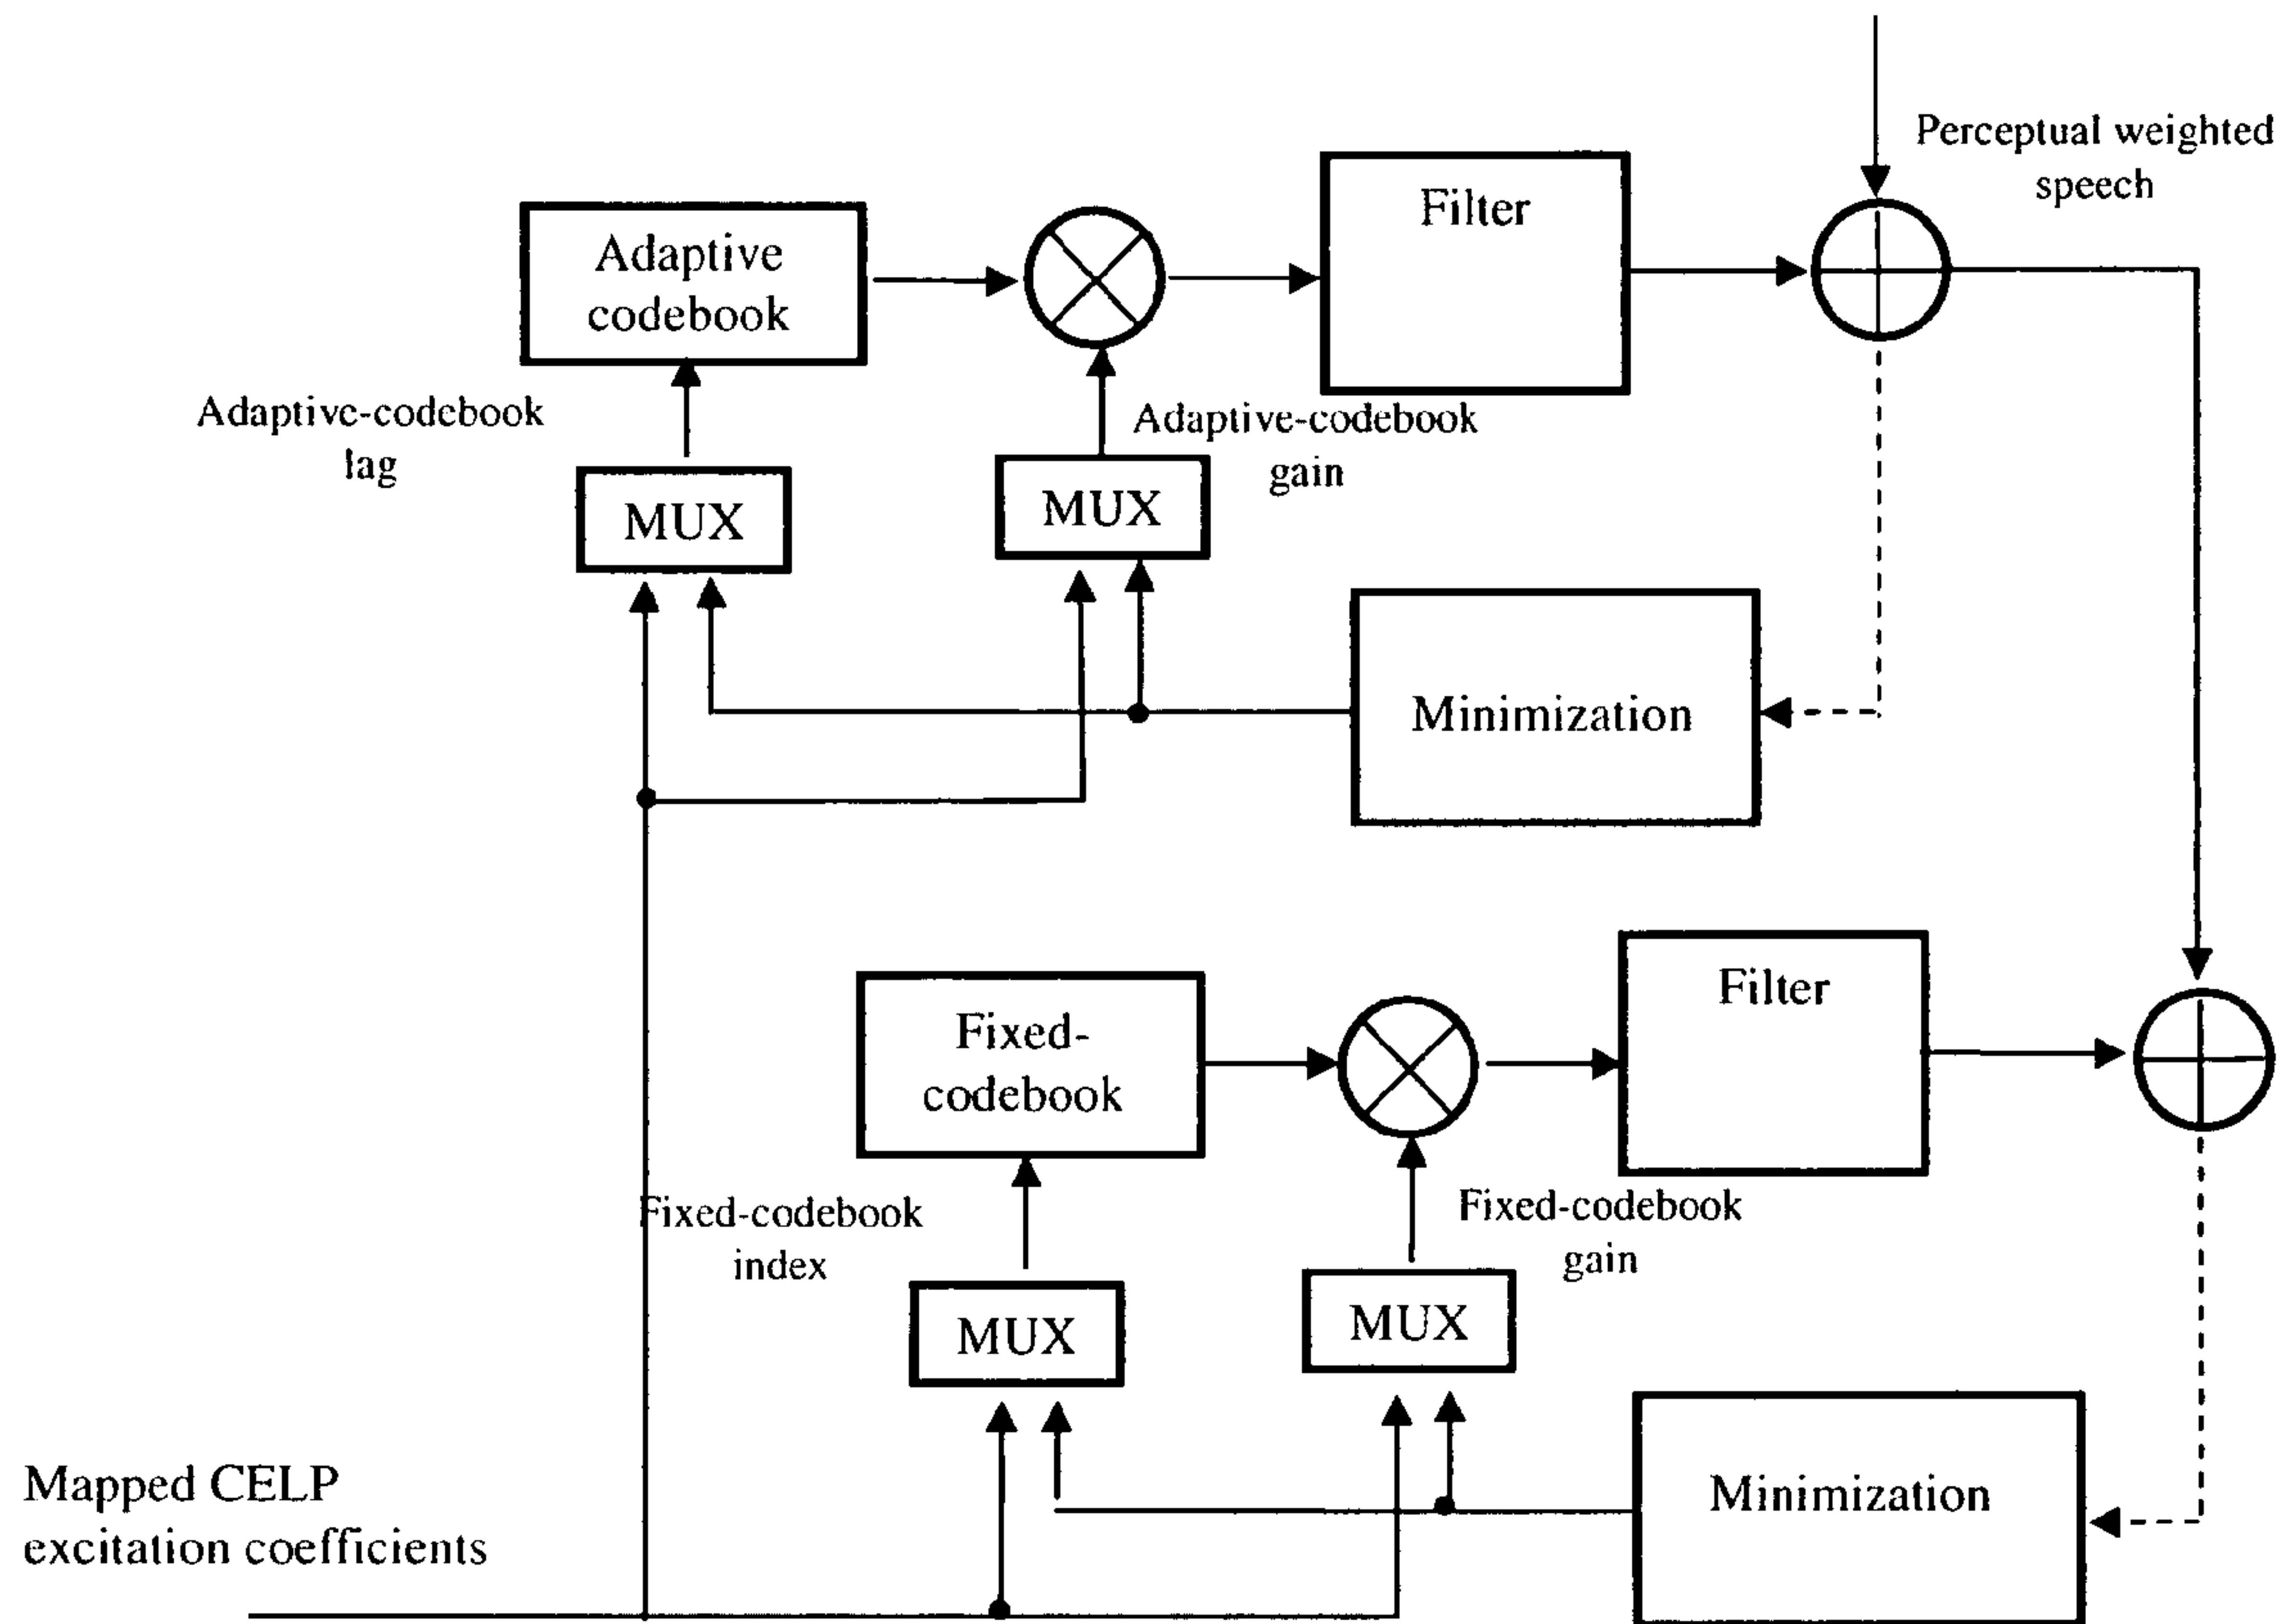 Perceptual weighted
speech
Filter
Adaptive
codebook
Adaptive-codebook
lag
Adaptive-codebook
gain
MUX
MUX
Minimization
Filter
Fixed-
codebook
Fixed-codebook
index
Fixed-codebook
gain
MUX
MUX
Mapped CELP
excitation coefficients
Minimization